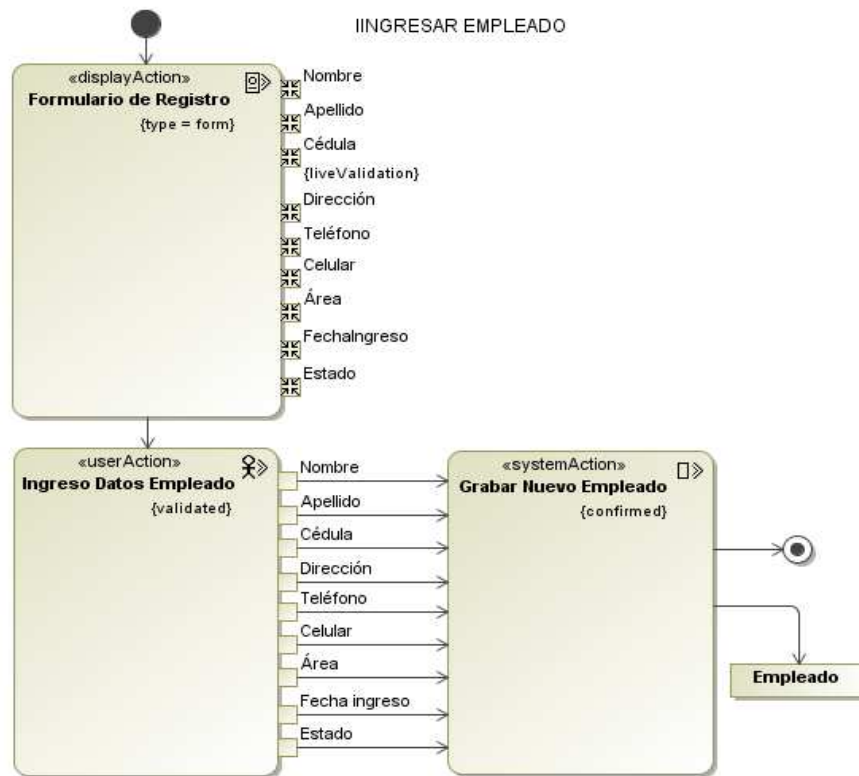 IINGRESAR EMPLEADO
«displayAction»
Formulario de Registro
{type = form}
Nombre
Apellido
Cédula
{liveValidation}
Dirección
Teléfono
Celular
Área
FechaIngreso
Estado
«userAction»
Ingreso Datos Empleado
{validated}
Nombre
Apellido
Cédula
Dirección
Teléfono
Celular
Área
Fecha ingreso
Estado
«systemAction»
Grabar Nuevo Empleado
{confirmed}
Empleado